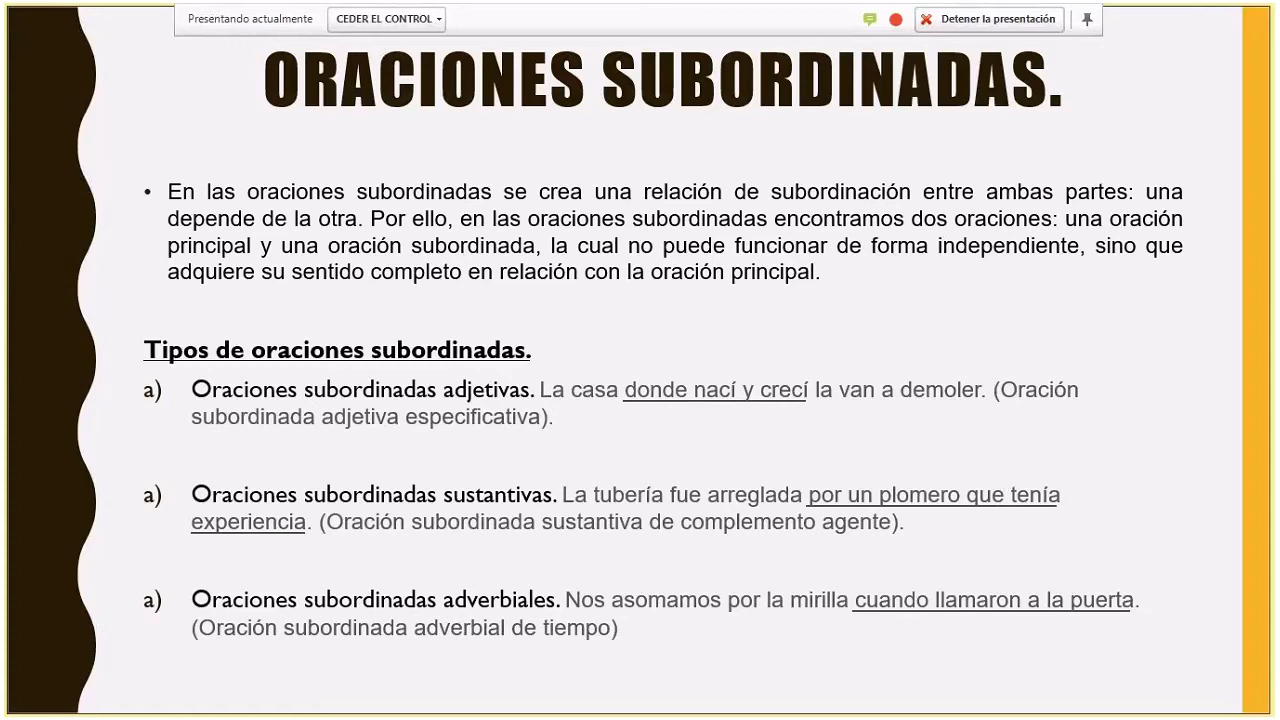 Presentando actualmente CEDER EL CONTROL Detener la presentación
ORACIONES SUBORDINADAS.
• En las oraciones subordinadas se crea una relación de subordinación entre ambas partes: una
depende de la otra. Por ello, en las oraciones subordinadas encontramos dos oraciones: una oración
principal y una oración subordinada, la cual no puede funcionar de forma independiente, sino que
adquiere su sentido completo en relación con la oración principal.
Tipos de oraciones subordinadas.
a) Oraciones subordinadas adjetivas. La casa donde nací y crecí la van a demoler. (Oración
subordinada adjetiva especificativa).
a) Oraciones subordinadas sustantivas. La tubería fue arreglada por un plomero que tenía
experiencia. (Oración subordinada sustantiva de complemento agente).
a) Oraciones subordinadas adverbiales. Nos asomamos por la mirilla cuando llamaron a la puerta.
(Oración subordinada adverbial de tiempo)